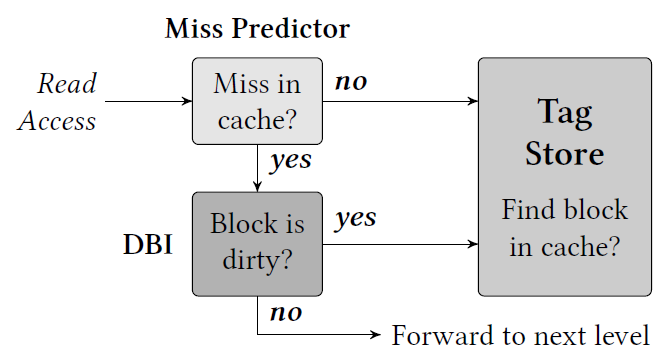 Miss Predictor
Read
Access
Miss in
cache?
no
yes
DBI
Block is
dirty?
yes
no
Tag
Store
Find block
in cache?
Forward to next level